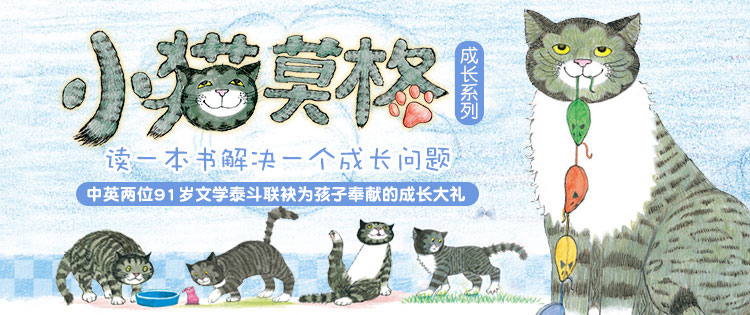 小猫莫格
成长系列
读一本书解决一个成长问题
中英两位91岁文学泰斗联袂为孩子奉献的成长大礼